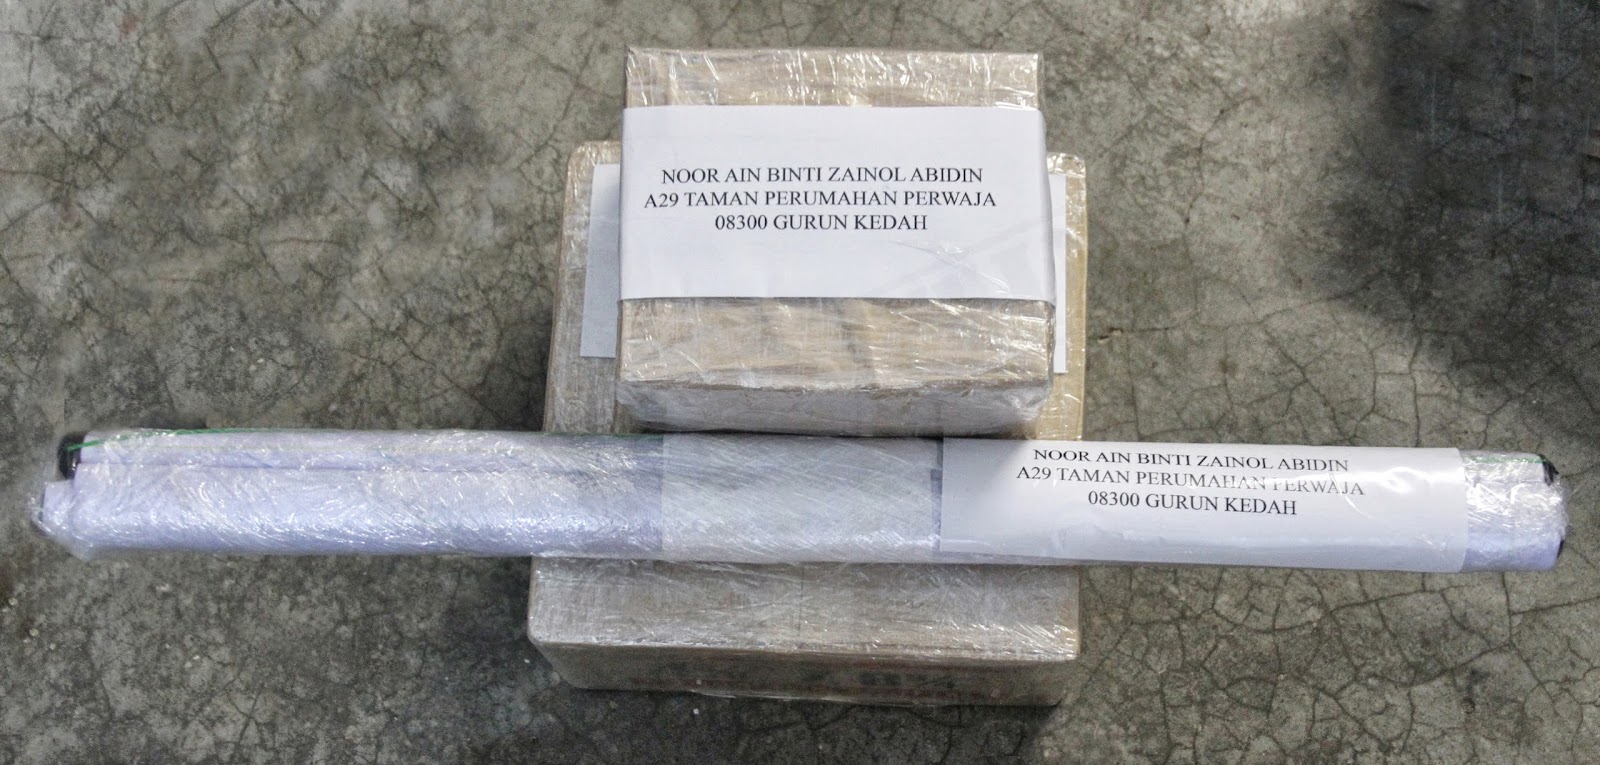 NOOR AIN BINTI ZAINOL ABIDIN
A29 TAMAN PERUMAHAN PERWAJA
08300 GURUN KEDAH
NOOR AIN BINTI ZAINOL ABIDIN
A29 TAMAN PERUMAHAN PERWAJA
08300 GURUN KEDAH